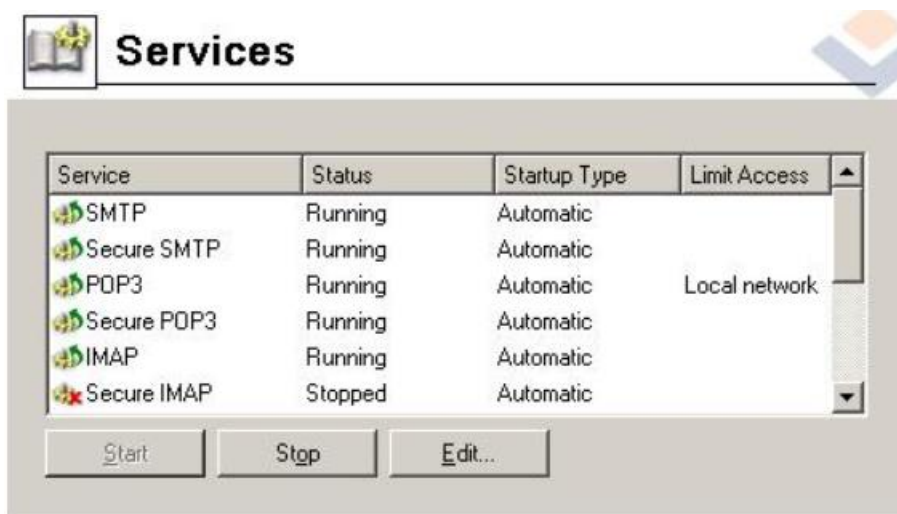 Services
Service Status Startup Type Limit Access
SMTP Running Automatic
Secure SMTP Running Automatic
POP3 Running Automatic Local network
Secure POP3 Running Automatic
IMAP Running Automatic
Secure IMAP Stopped Automatic
Start Stop Edit...